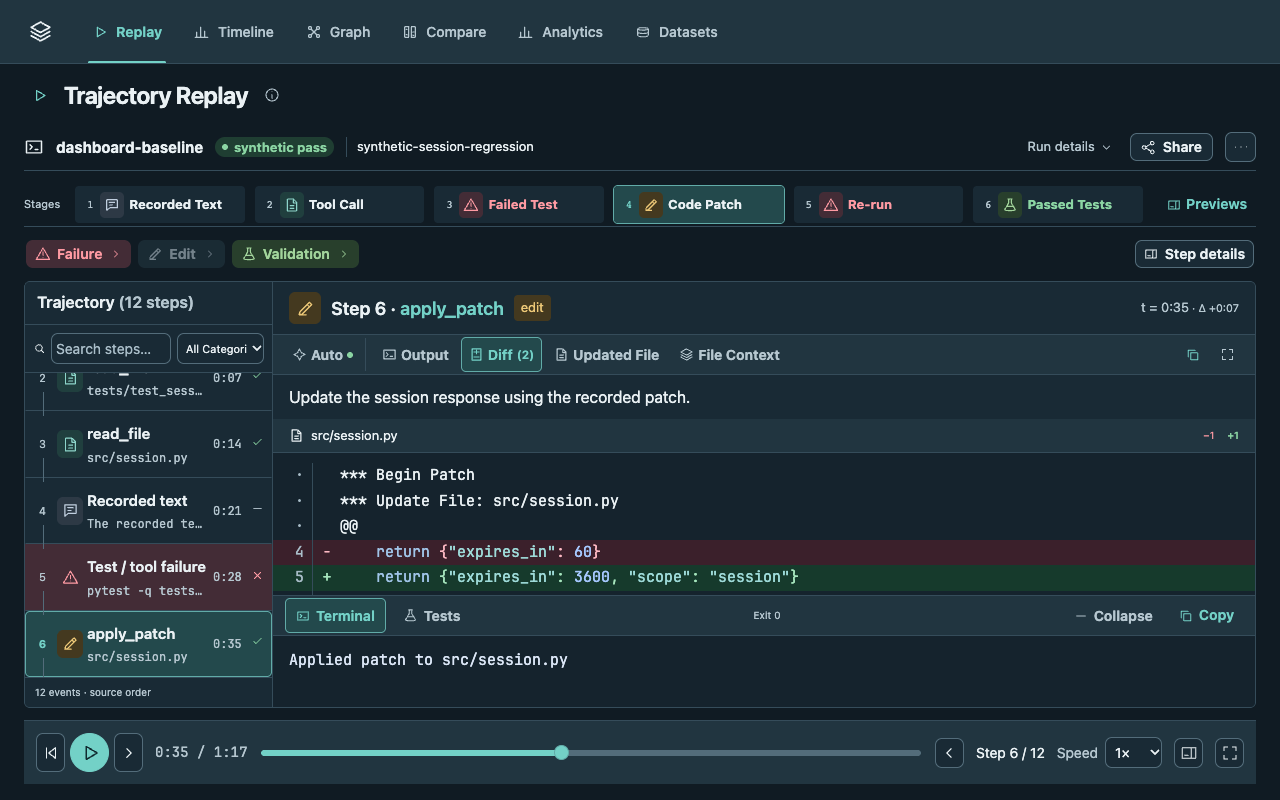 Replay Timeline Graph Compare Analytics Datasets
Trajectory Replay
dashboard-baseline synthetic pass synthetic-session-regression Run details Share ...
Stages 1 Recorded Text 2 Tool Call 3 Failed Test 4 Code Patch 5 Re-run 6 Passed Tests Previews
Failure Edit Validation Step details
Trajectory (12 steps)
Search steps... All Categori
2 0:07
tests/test_sess…
3 read_file 0:14
src/session.py
4 Recorded text 0:21
The recorded te…
5 Test / tool failure 0:28
pytest -q tests…
6 apply_patch 0:35
src/session.py
12 events · source order
Step 6 · apply_patch edit t = 0:35 · Δ +0:07
Auto Output Diff (2) Updated File File Context
Update the session response using the recorded patch.
src/session.py −1 +1
· *** Begin Patch
· *** Update File: src/session.py
· @@
4 - return {"expires_in": 60}
5 + return {"expires_in": 3600, "scope": "session"}
Terminal Tests Exit 0 Collapse Copy
Applied patch to src/session.py
0:35 / 1:17 Step 6 / 12 Speed 1x